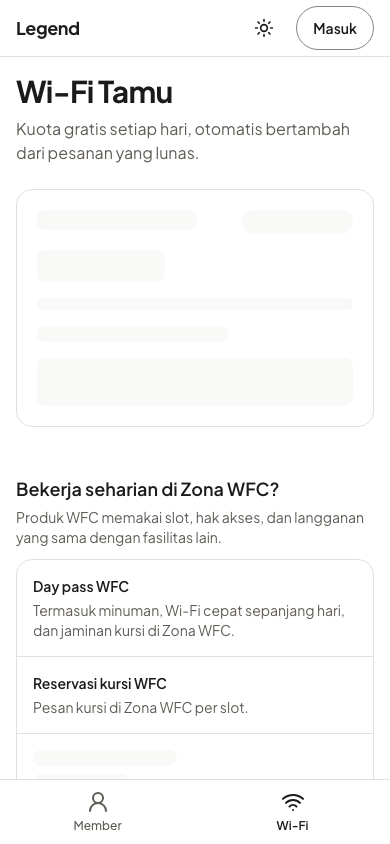 Legend
Masuk
Wi-Fi Tamu
Kuota gratis setiap hari, otomatis bertambah
dari pesanan yang lunas.
Bekerja seharian di Zona WFC?
Produk WFC memakai slot, hak akses, dan langganan
yang sama dengan fasilitas lain.
Day pass WFC
Termasuk minuman, Wi-Fi cepat sepanjang hari,
dan jaminan kursi di Zona WFC.
Reservasi kursi WFC
Pesan kursi di Zona WFC per slot.
Member
Wi-Fi